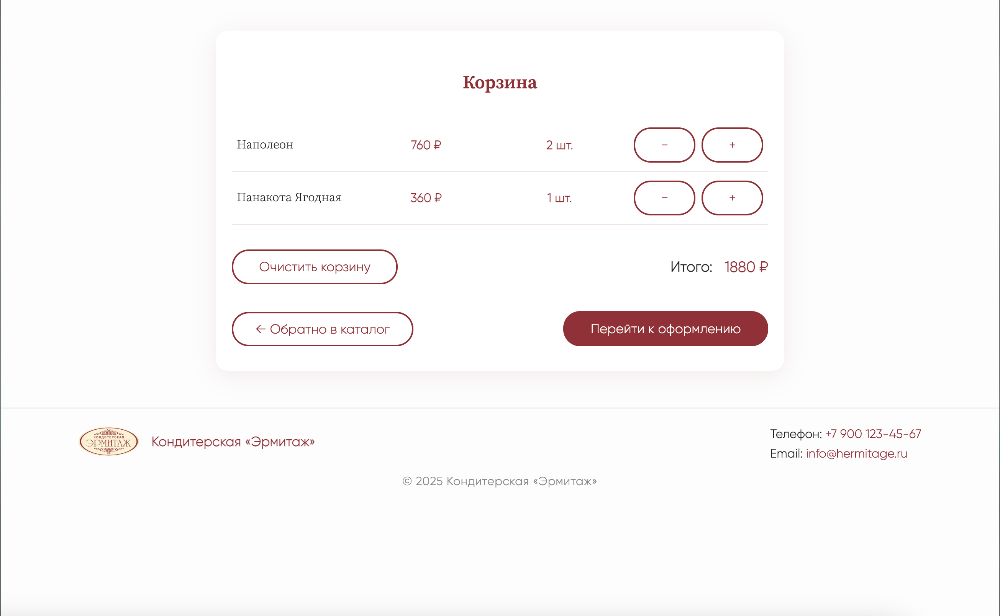 Корзина
Наполеон 760 ₽ 2 шт. − +
Панакота Ягодная 360 ₽ 1 шт. − +
Очистить корзину Итого: 1880 ₽
← Обратно в каталог Перейти к оформлению
КОНДИТЕРСКАЯ
ЭРМИТАЖ
Кондитерская «Эрмитаж»
Телефон: +7 900 123-45-67
Email: info@hermitage.ru
© 2025 Кондитерская «Эрмитаж»